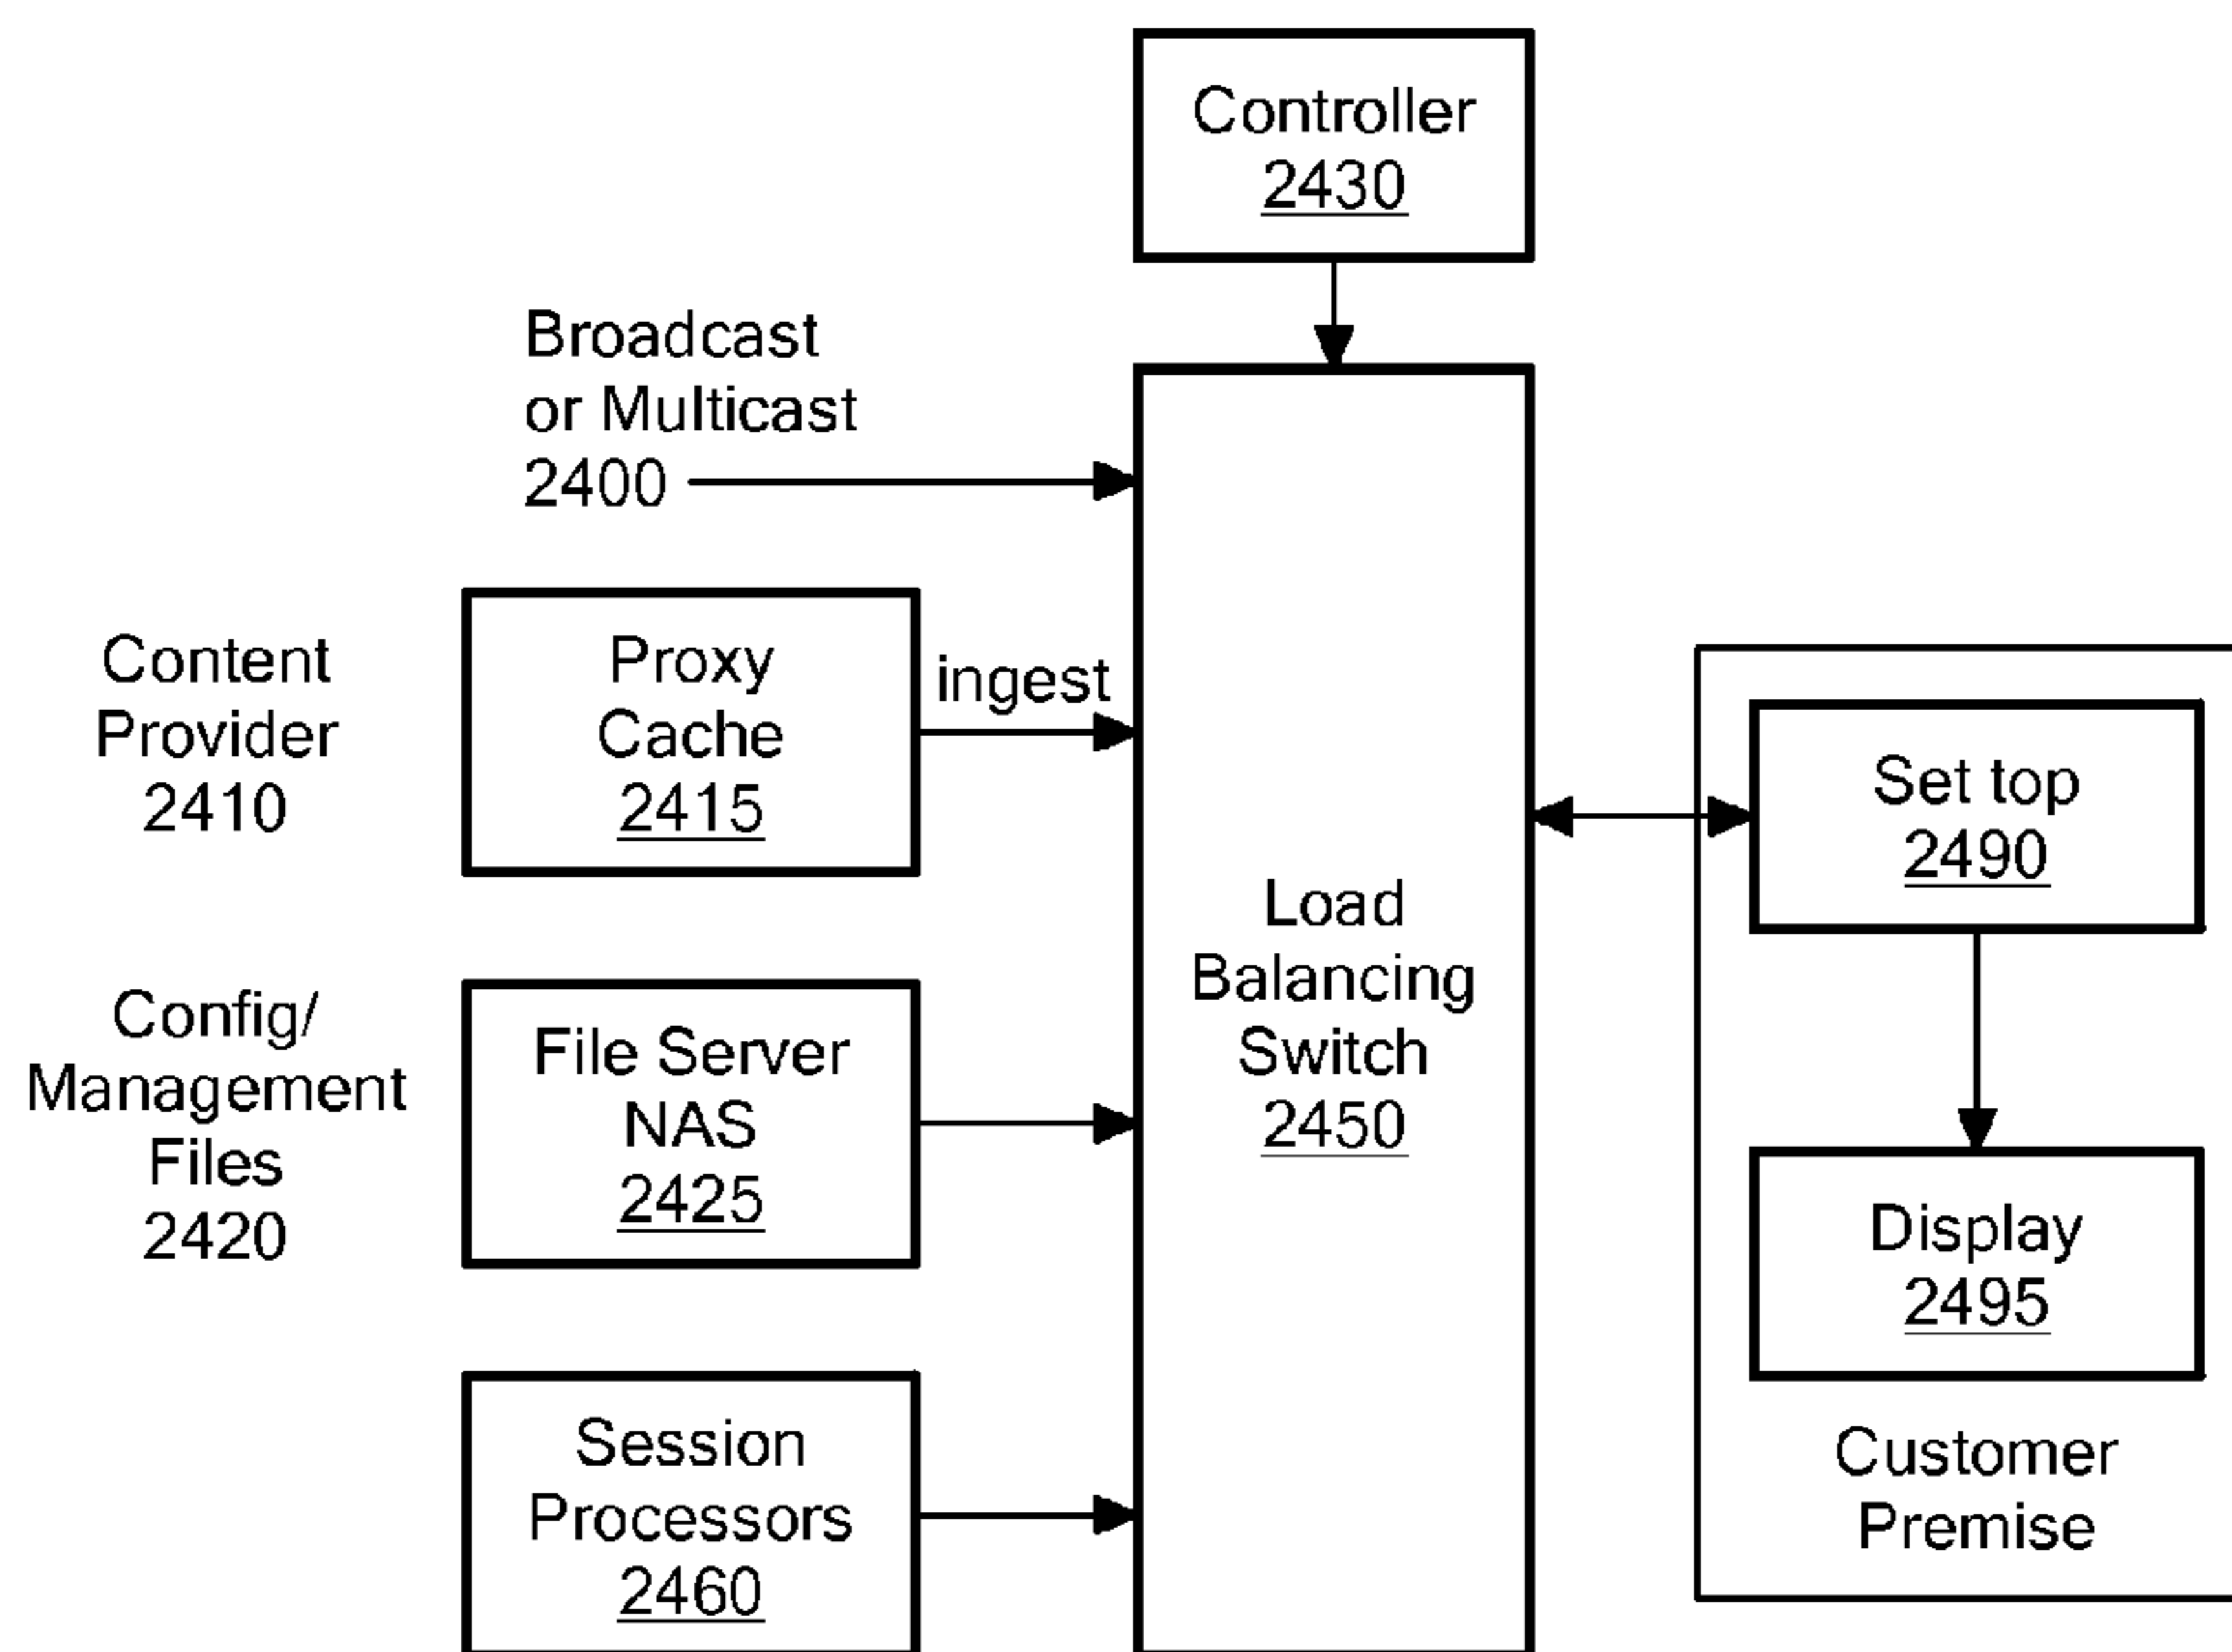 Controller
2430
Broadcast
or Multicast
2400
Content
Provider
2410
Proxy
Cache
2415
ingest
Config/
Management
Files
2420
File Server
NAS
2425
Session
Processors
2460
Load
Balancing
Switch
2450
Set top
2490
Display
2495
Customer
Premise